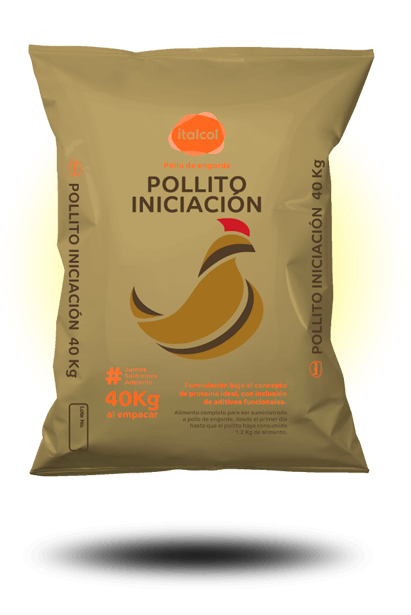 italcol
Pollo de engorde
POLLITO
INICIACIÓN
POLLITO INICIACIÓN 40 Kg
POLLITO INICIACIÓN 40 Kg
#Juntos
Saldremos
Adelante
40Kg
al empacar
Formulación bajo el concepto
de proteína ideal, con inclusión
de aditivos funcionales.
Alimento completo para ser suministrado
a pollo de engorde, desde el primer día
hasta que el pollito haya consumido
1.2 Kg de alimento.
Lote No.